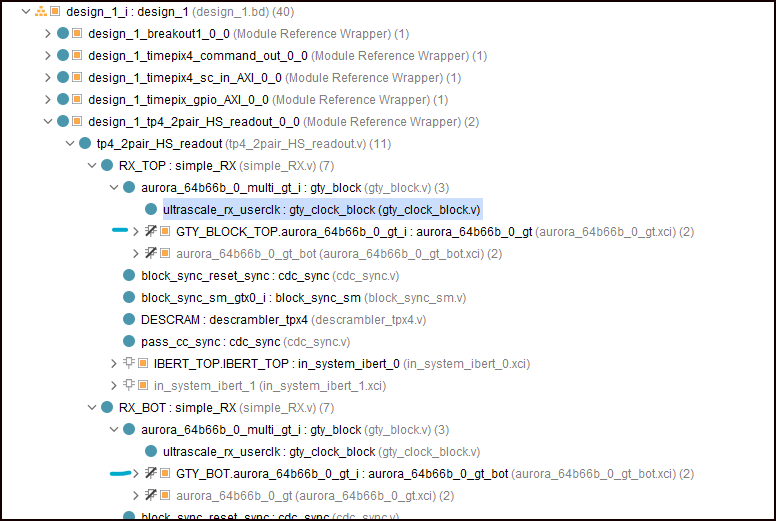 design_1_i : design_1 (design_1.bd) (40)
design_1_breakout1_0_0 (Module Reference Wrapper) (1)
design_1_timepix4_command_out_0_0 (Module Reference Wrapper) (1)
design_1_timepix4_sc_in_AXI_0_0 (Module Reference Wrapper) (1)
design_1_timepix_gpio_AXI_0_0 (Module Reference Wrapper) (1)
design_1_tp4_2pair_HS_readout_0_0 (Module Reference Wrapper) (2)
tp4_2pair_HS_readout (tp4_2pair_HS_readout.v) (11)
RX_TOP : simple_RX (simple_RX.v) (7)
aurora_64b66b_0_multi_gt_i : gty_block (gty_block.v) (3)
ultrascale_rx_userclk : gty_clock_block (gty_clock_block.v)
GTY_BLOCK_TOP.aurora_64b66b_0_gt_i : aurora_64b66b_0_gt (aurora_64b66b_0_gt.xci) (2)
aurora_64b66b_0_gt_bot (aurora_64b66b_0_gt_bot.xci) (2)
block_sync_reset_sync : cdc_sync (cdc_sync.v)
block_sync_sm_gtx0_i : block_sync_sm (block_sync_sm.v)
DESCRAM : descrambler_tpx4 (descrambler_tpx4.v)
pass_cc_sync : cdc_sync (cdc_sync.v)
IBERT_TOP.IBERT_TOP : in_system_ibert_0 (in_system_ibert_0.xci)
in_system_ibert_1 (in_system_ibert_1.xci)
RX_BOT : simple_RX (simple_RX.v) (7)
aurora_64b66b_0_multi_gt_i : gty_block (gty_block.v) (3)
ultrascale_rx_userclk : gty_clock_block (gty_clock_block.v)
GTY_BOT.aurora_64b66b_0_gt_i : aurora_64b66b_0_gt_bot (aurora_64b66b_0_gt_bot.xci) (2)
aurora_64b66b_0_gt (aurora_64b66b_0_gt.xci) (2)
block_sync_reset_sync : cdc_sync (cdc_sync.v)